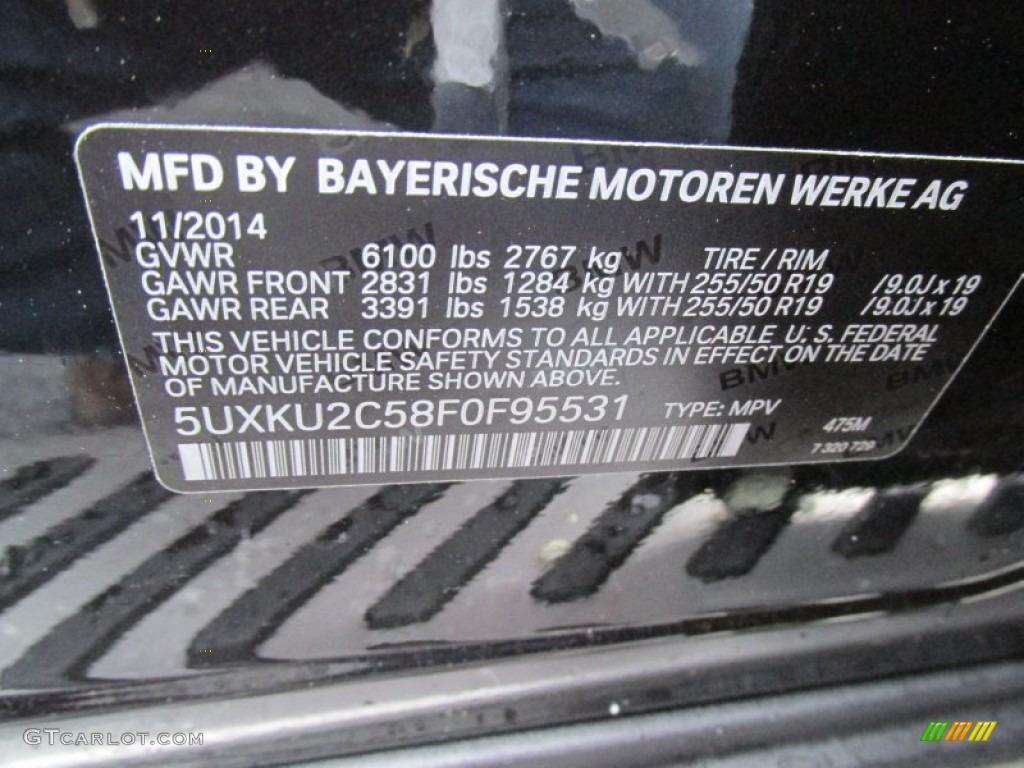 MFD BY BAYERISCHE MOTOREN WERKE AG
11/2014
GVWR 6100 lbs 2767 kg TIRE / RIM
GAWR FRONT 2831 lbs 1284 kg WITH 255/50 R19 /9.0J x 19
GAWR REAR 3391 lbs 1538 kg WITH 255/50 R19 /9.0J x 19
THIS VEHICLE CONFORMS TO ALL APPLICABLE U. S. FEDERAL
MOTOR VEHICLE SAFETY STANDARDS IN EFFECT ON THE DATE
OF MANUFACTURE SHOWN ABOVE.
5UXKU2C58F0F95531 TYPE: MPV 475M
7 320 729
GTCARLOT.COM